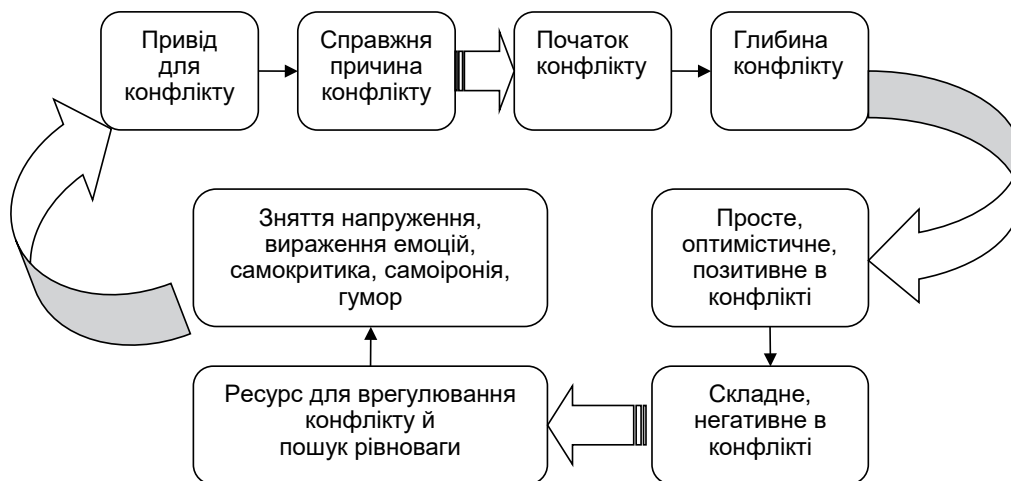 Привід
для
конфлікту
Справжня
причина
конфлікту
Початок
конфлікту
Глибина
конфлікту
Просте,
оптимістичне,
позитивне в
конфлікті
Складне,
негативне в
конфлікті
Ресурс для врегулювання
конфлікту й
пошук рівноваги
Зняття напруження,
вираження емоцій,
самокритика, самоіронія,
гумор